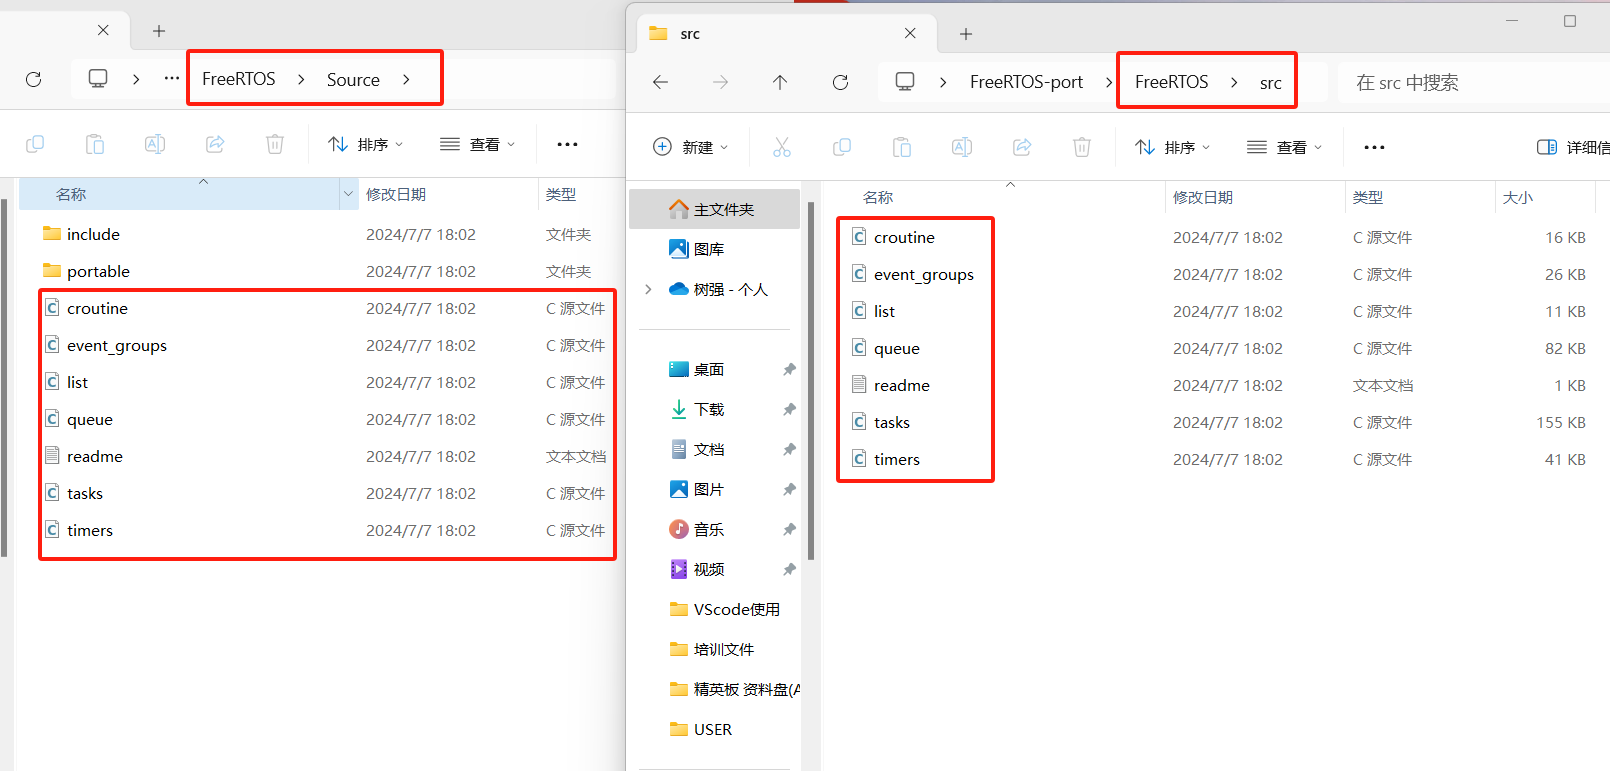 FreeRTOS > Source >
排序
查看
名称 修改日期 类型
include 2024/7/7 18:02 文件夹
portable 2024/7/7 18:02 文件夹
croutine 2024/7/7 18:02 C 源文件
event_groups 2024/7/7 18:02 C 源文件
list 2024/7/7 18:02 C 源文件
queue 2024/7/7 18:02 C 源文件
readme 2024/7/7 18:02 文本文档
tasks 2024/7/7 18:02 C 源文件
timers 2024/7/7 18:02 C 源文件
src
FreeRTOS-port > FreeRTOS > src
在 src 中搜索
新建
排序
查看
详细信
主文件夹
图库
树强 - 个人
桌面
下载
文档
图片
音乐
视频
VScode使用
培训文件
精英板 资料盘(A
USER
名称 修改日期 类型 大小
croutine 2024/7/7 18:02 C 源文件 16 KB
event_groups 2024/7/7 18:02 C 源文件 26 KB
list 2024/7/7 18:02 C 源文件 11 KB
queue 2024/7/7 18:02 C 源文件 82 KB
readme 2024/7/7 18:02 文本文档 1 KB
tasks 2024/7/7 18:02 C 源文件 155 KB
timers 2024/7/7 18:02 C 源文件 41 KB